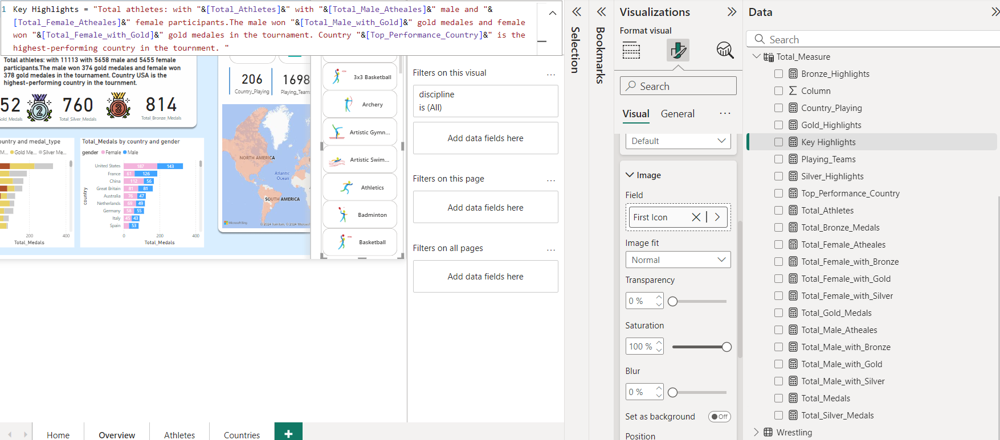 1 Key Highlights = "Total athletes: with "&[Total_Athletes]&" with "&[Total_Male_Atheales]&" male and "&
[Total_Female_Atheales]&" female participants.The male won "&[Total_Male_with_Gold]&" gold medales and female
won "&[Total_Female_with_Gold]&" gold medales in the tournament. Country "&[Top_Performance_Country]&" is the
highest-performing country in the tournment. "
Total athletes: with 11113 with 5658 male and 5455 female
participants.The male won 374 gold medales and female won
378 gold medales in the tournament. Country USA is the
highest-performing country in the tournment.
52
Gold Medals
2
760
Total Silver Medals
3
814
Total Bronze Medals
206
Country_Playing
1698
Playing_Team
ountry and medal_type
M... Gold Me... Silver Me...
200 400
Total_Medals
Total_Medals by country and gender
gender Female Male
country
United States 187 143
France 61 126
China 112 56
Great Britain 81 81
Australia 76 47
Netherlands 69 49
Germany 58 55
Italy 45 43
Spain 53
0 200 400
Total_Medals
NORTH AMERICA
Atlantic
Ocean
SOUTH AMERICA
Microsoft Bing
© 2024 TomTom, © 2024 Microso
3x3 Basketball
Archery
Artistic Gymn...
Artistic Swim...
Athletics
Badminton
Basketball
Filters on this visual ...
discipline
is (All)
Add data fields here
Filters on this page ...
Add data fields here
Filters on all pages ...
Add data fields here
Selection
Bookmarks
Visualizations
Format visual
Search
Visual General ...
Default
Image
Field
First Icon
Image fit
Normal
Transparency
0 %
Saturation
100 %
Blur
0 %
Set as background Off
Position
Data
Search
Total_Measure
Bronze_Highlights
Column
Country_Playing
Gold_Highlights
Key Highlights
Playing_Teams
Silver_Highlights
Top_Performance_Country
Total_Athletes
Total_Bronze_Medals
Total_Female_Atheales
Total_Female_with_Bronze
Total_Female_with_Gold
Total_Female_with_Silver
Total_Gold_Medals
Total_Male_Atheales
Total_Male_with_Bronze
Total_Male_with_Gold
Total_Male_with_Silver
Total_Medals
Total_Silver_Medals
Wrestling
Home Overview Athletes Countries +